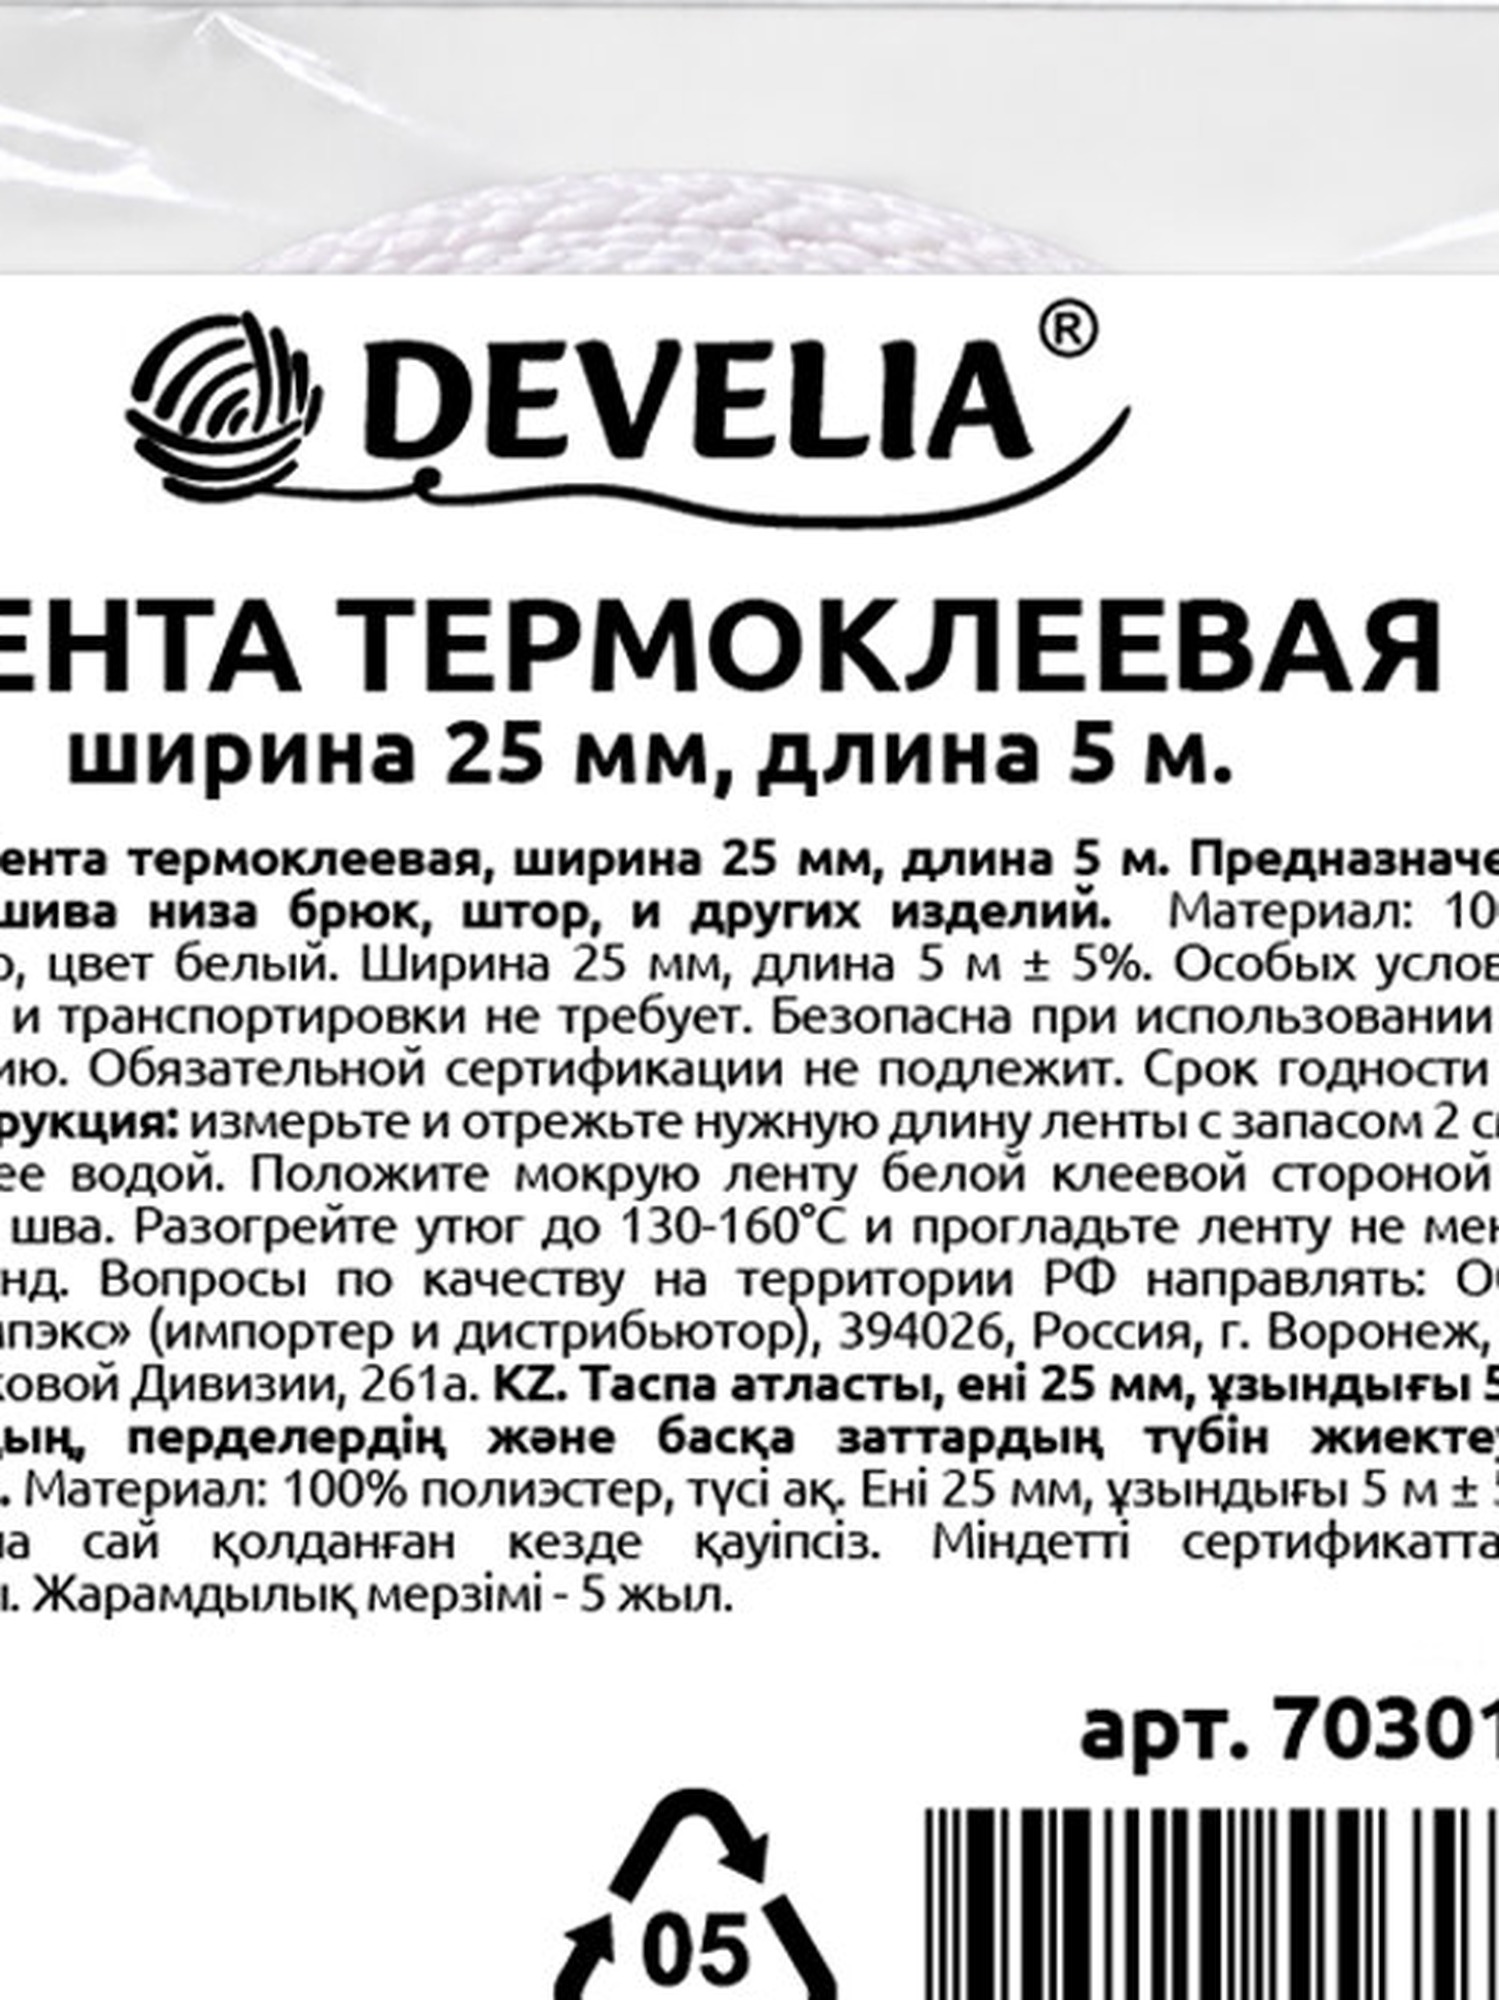 DEVELIA®
ЕНТА ТЕРМОКЛЕЕВАЯ
ширина 25 мм, длина 5 м.
ента термоклеевая, ширина 25 мм, длина 5 м. Предназначе
шива низа брюк, штор, и других изделий. Материал: 10
о, цвет белый. Ширина 25 мм, длина 5 м ± 5%. Особых услов
и транспортировки не требует. Безопасна при использовании
ию. Обязательной сертификации не подлежит. Срок годности
рукция: измерьте и отрежьте нужную длину ленты с запасом 2 с
ее водой. Положите мокрую ленту белой клеевой стороной
шва. Разогрейте утюг до 130-160°С и прогладьте ленту не мен
нд. Вопросы по качеству на территории РФ направлять: О
пэкс» (импортер и дистрибьютор), 394026, Россия, г. Воронеж,
ковой Дивизии, 261а. KZ. Таспа атласты, ені 25 мм, ұзындығы 5
дың, перделердің және басқа заттардың түбін жиекте
. Материал: 100% полиэстер, түсі ақ. Ені 25 мм, ұзындығы 5 м ± 5
на сай қолданған кезде қауіпсіз. Міндетті сертификатта
. Жарамдылық мерзімі - 5 жыл.
арт. 70301
05